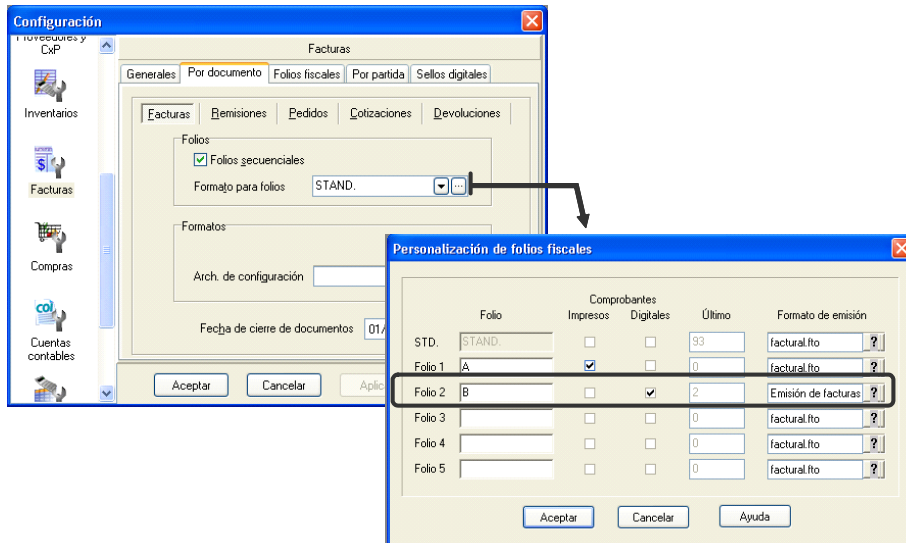 Configuración
Proveedores y
CxP
Inventarios
Facturas
Compras
Cuentas
contables
Facturas
Generales Por documento Folios fiscales Por partida Sellos digitales
Facturas Remisiones Pedidos Cotizaciones Devoluciones
Folios
Folios secuenciales
Formato para folios STAND. ...
Formatos
Arch. de configuración
Fecha de cierre de documentos 01/
Aceptar Cancelar Aplic
Personalización de folios fiscales
Comprobantes
Folio Impresos Digitales Último Formato de emisión
STD. STAND. 93 factural.fto ?
Folio 1 A 0 factural.fto ?
Folio 2 B 2 Emisión de facturas ?
Folio 3 0 factural.fto ?
Folio 4 0 factural.fto ?
Folio 5 0 factural.fto ?
Aceptar Cancelar Ayuda